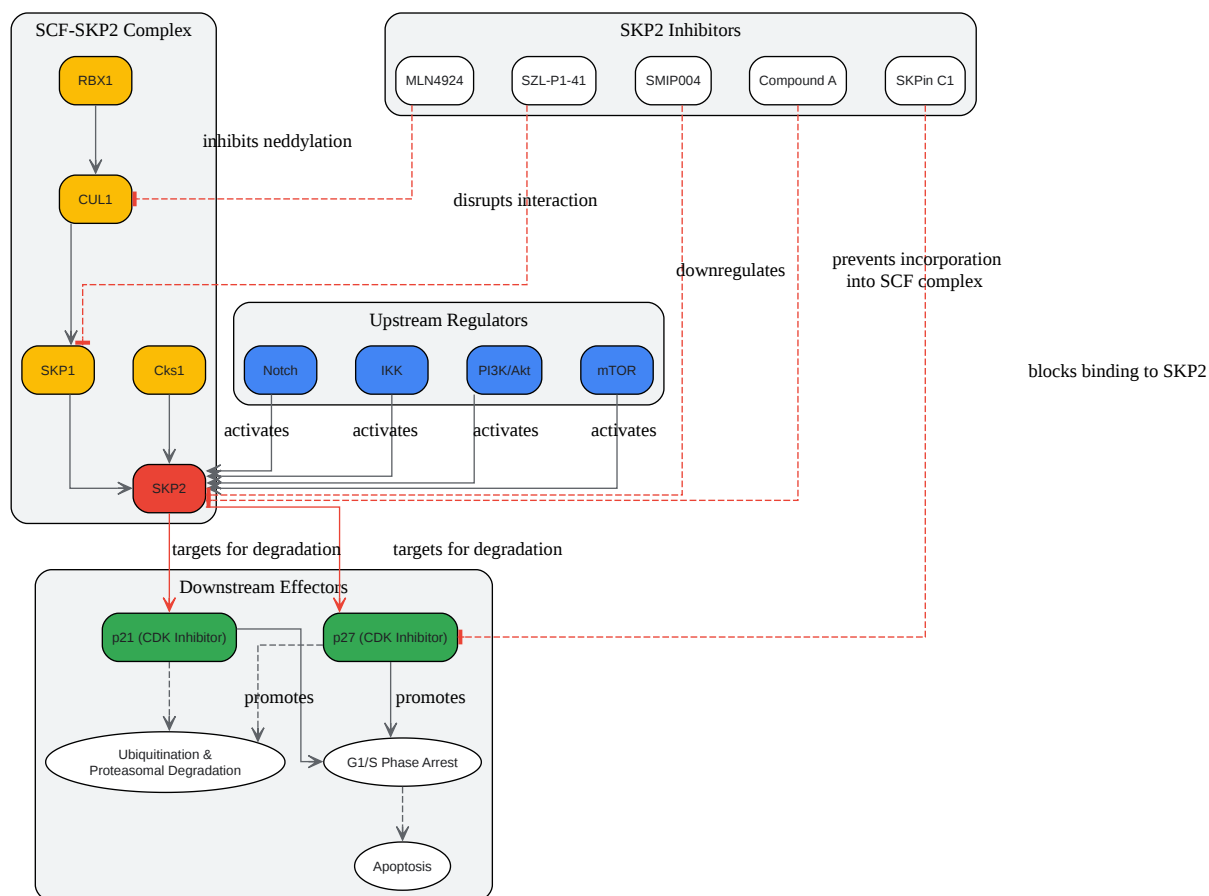 SCF-SKP2 Complex
SKP2 Inhibitors
RBX1
MLN4924
SZL-P1-41
SMIP004
Compound A
SKPin C1
inhibits neddylation
CUL1
disrupts interaction
downregulates
prevents incorporation
into SCF complex
Upstream Regulators
SKP1
Cks1
Notch
IKK
PI3K/Akt
mTOR
blocks binding to SKP2
activates
activates
activates
activates
SKP2
targets for degradation
targets for degradation
Downstream Effectors
p21 (CDK Inhibitor)
p27 (CDK Inhibitor)
promotes
promotes
Ubiquitination &
Proteasomal Degradation
G1/S Phase Arrest
Apoptosis